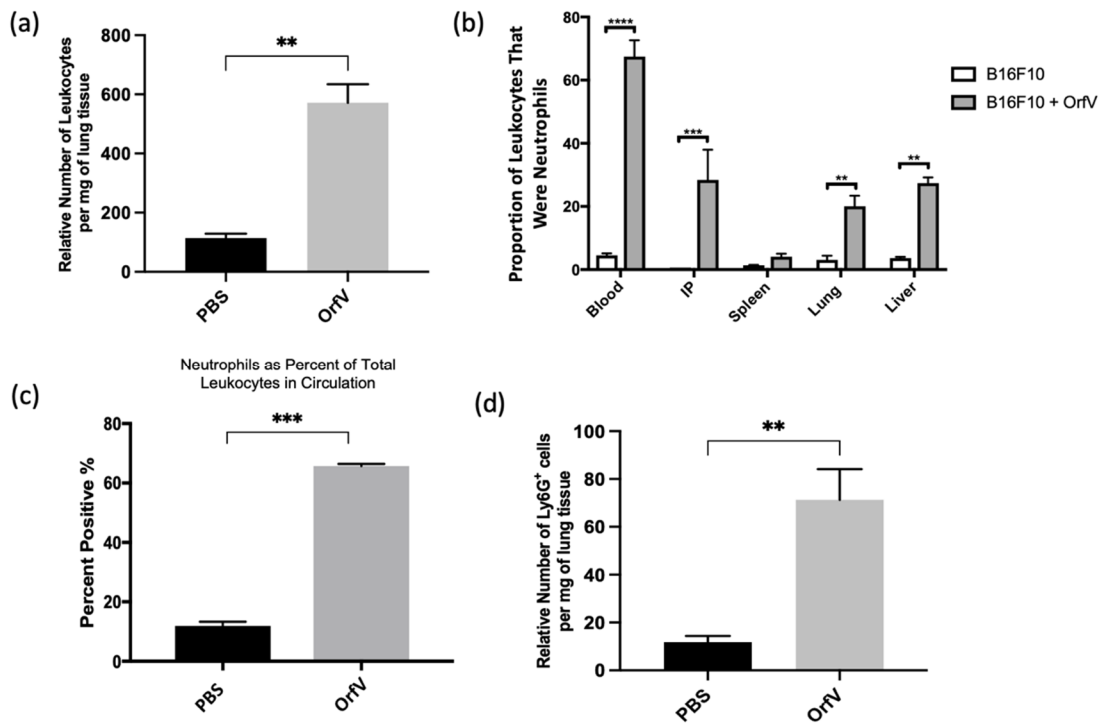 (a)
Relative Number of Leukocytes
per mg of lung tissue
800
600
400
200
0
**
PBS
OrfV
(b)
Proportion of Leukocytes That
Were Neutrophils
80
60
40
20
0
****
***
**
**
Blood
IP
Spleen
Lung
Liver
B16F10
B16F10 + OrfV
(c)
Neutrophils as Percent of Total
Leukocytes in Circulation
Percent Positive %
80
60
40
20
0
***
PBS
OrfV
(d)
Relative Number of Ly6G+ cells
per mg of lung tissue
100
80
60
40
20
0
**
PBS
OrfV